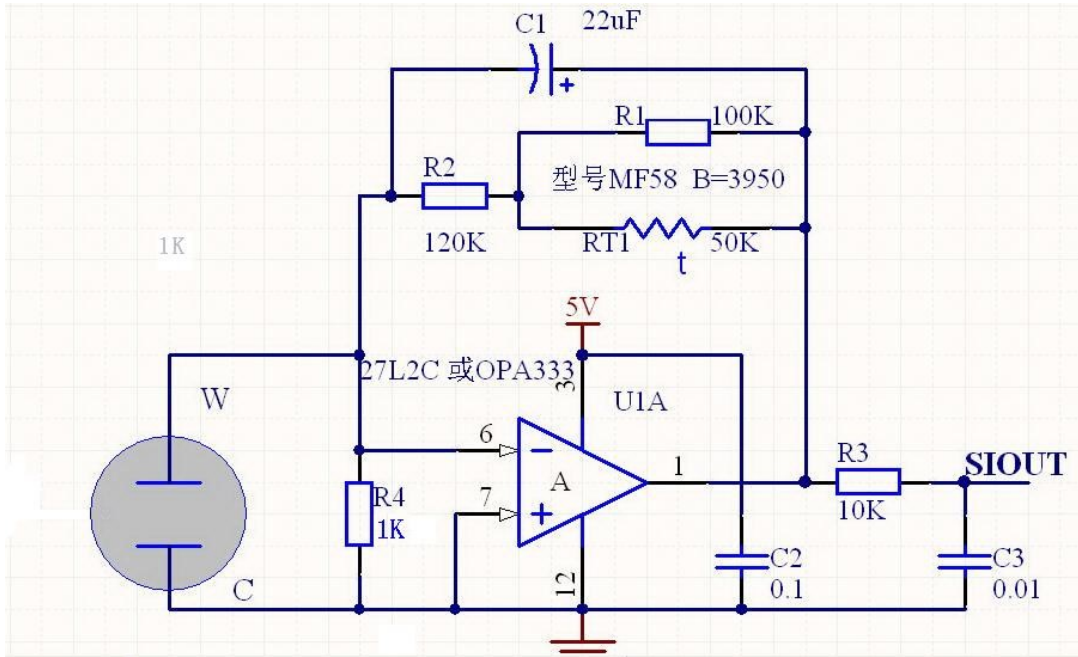 C1 22uF
R1 100K
R2
型号MF58 B=3950
1K
120K
RT1 50K
t
5V
27L2C 或OPA333
3
W
U1A
6
1
R3
SIOUT
R4
7
A
1K
10K
C2
C3
C
12
0.1
0.01